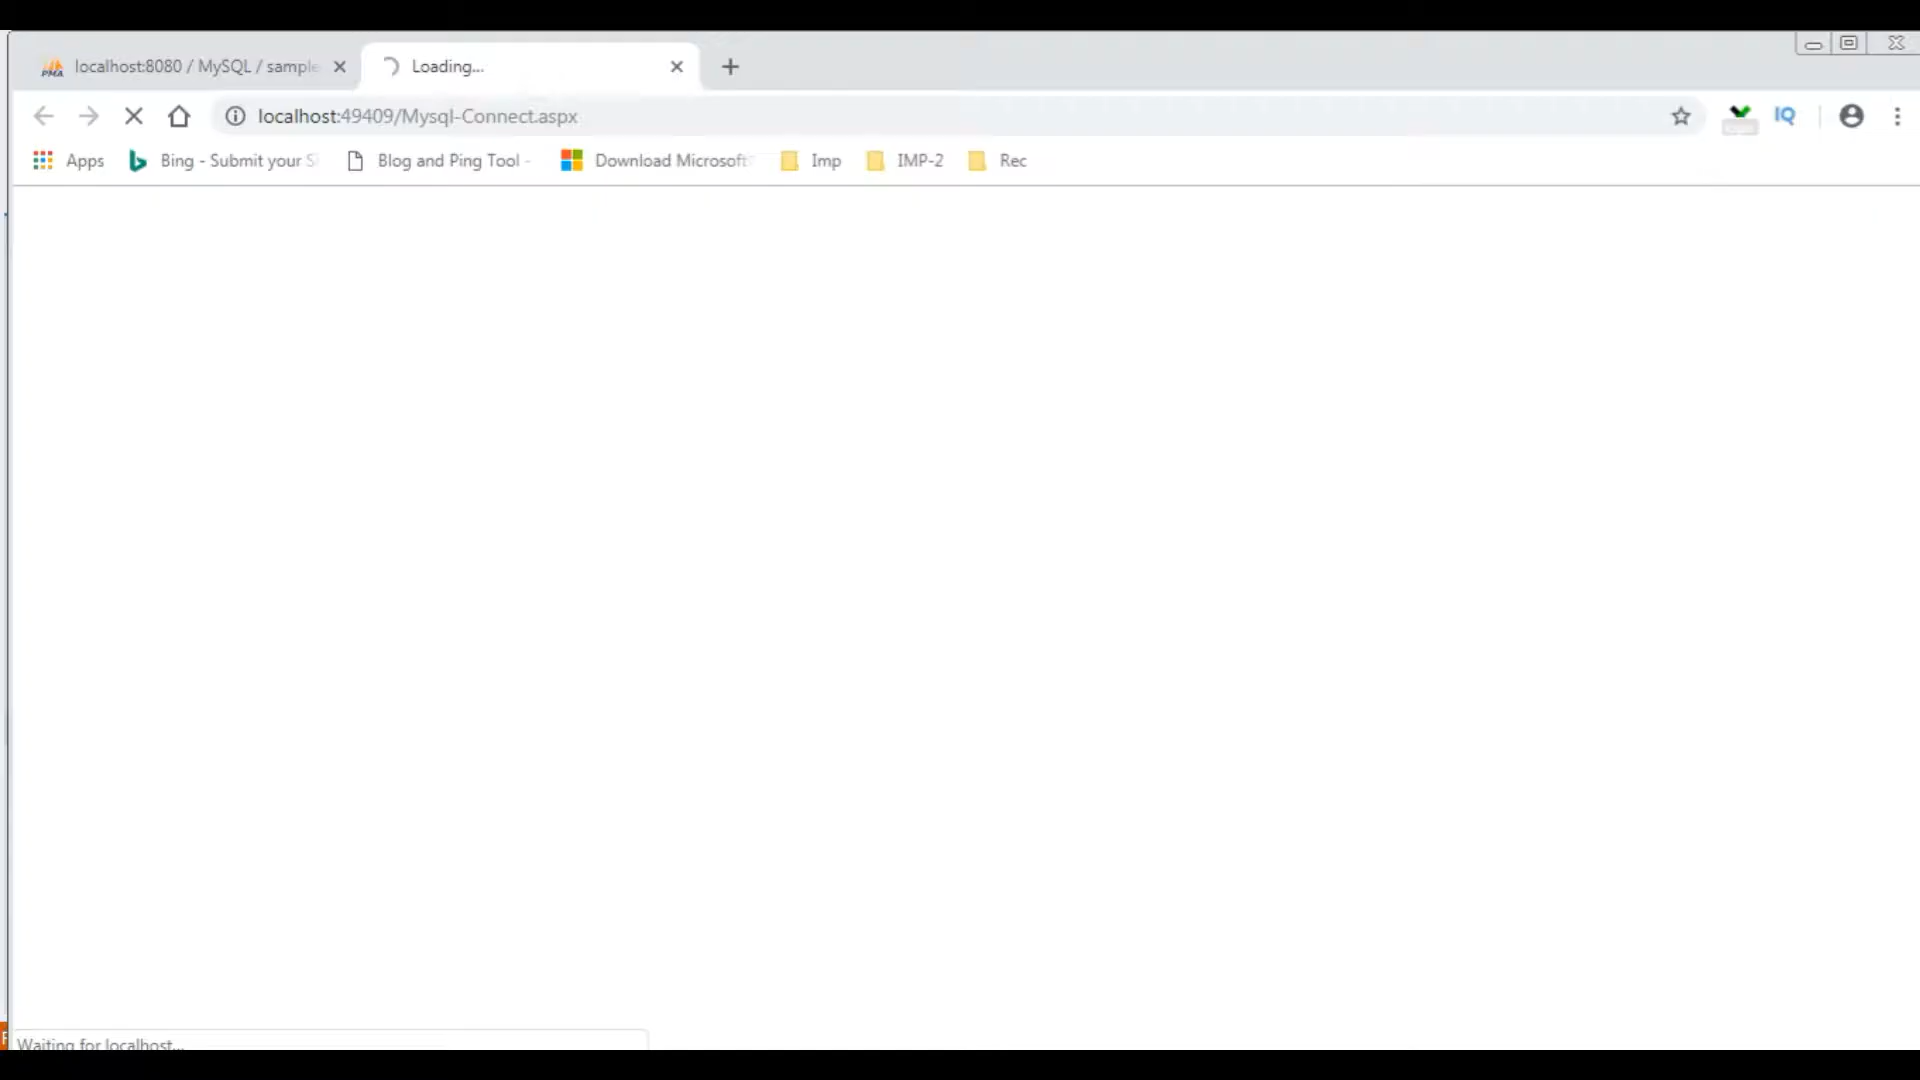 PMA localhost:8080 / MySQL / sample Loading...
localhost:49409/Mysql-Connect.aspx IQ
Apps Bing - Submit your S Blog and Ping Tool - Download Microsoft Imp IMP-2 Rec
Waiting for localhost...